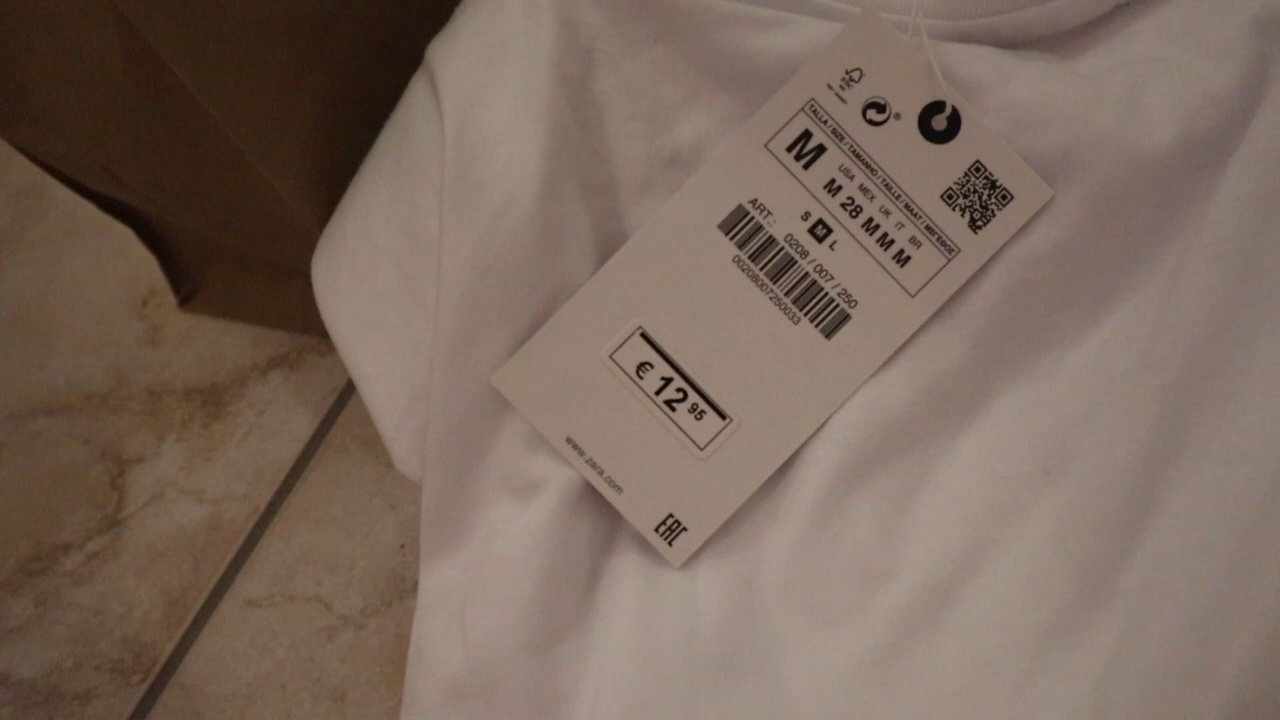 TALLA / SIZE / TAMANHO / TAILLE / MAAT / ΜΕΓΕΘΟΣ
M
USA MEX UK IT BR
M 28 M M M
S M L
ART.: 0208 / 007 / 250
00208007250033
€ 12 95
www.zara.com
EAC